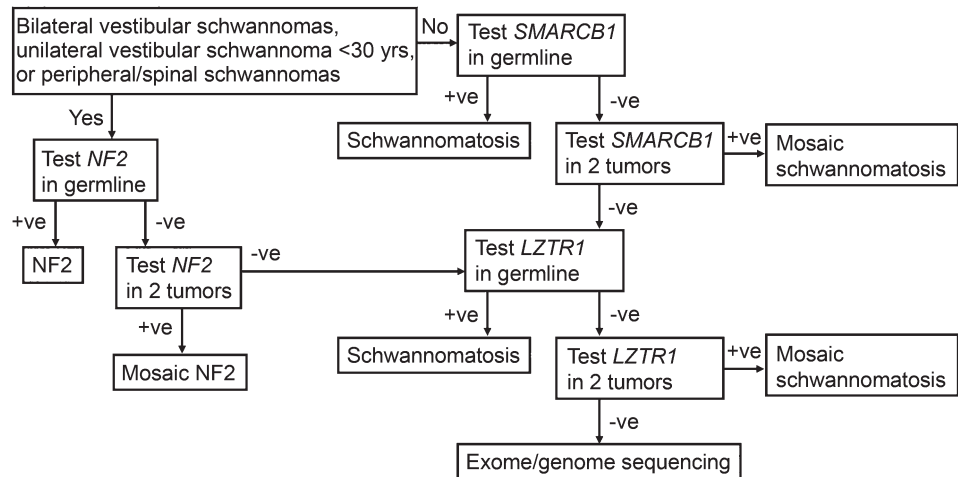 Bilateral vestibular schwannomas,
unilateral vestibular schwannoma <30 yrs,
or peripheral/spinal schwannomas
No
Test SMARCB1
in germline
Yes
+ve
-ve
Schwannomatosis
Test SMARCB1
in 2 tumors
+ve
Mosaic
schwannomatosis
Test NF2
in germline
+ve
-ve
-ve
NF2
Test NF2
in 2 tumors
-ve
Test LZTR1
in germline
+ve
+ve
-ve
Mosaic NF2
Schwannomatosis
Test LZTR1
in 2 tumors
+ve
Mosaic
schwannomatosis
-ve
Exome/genome sequencing